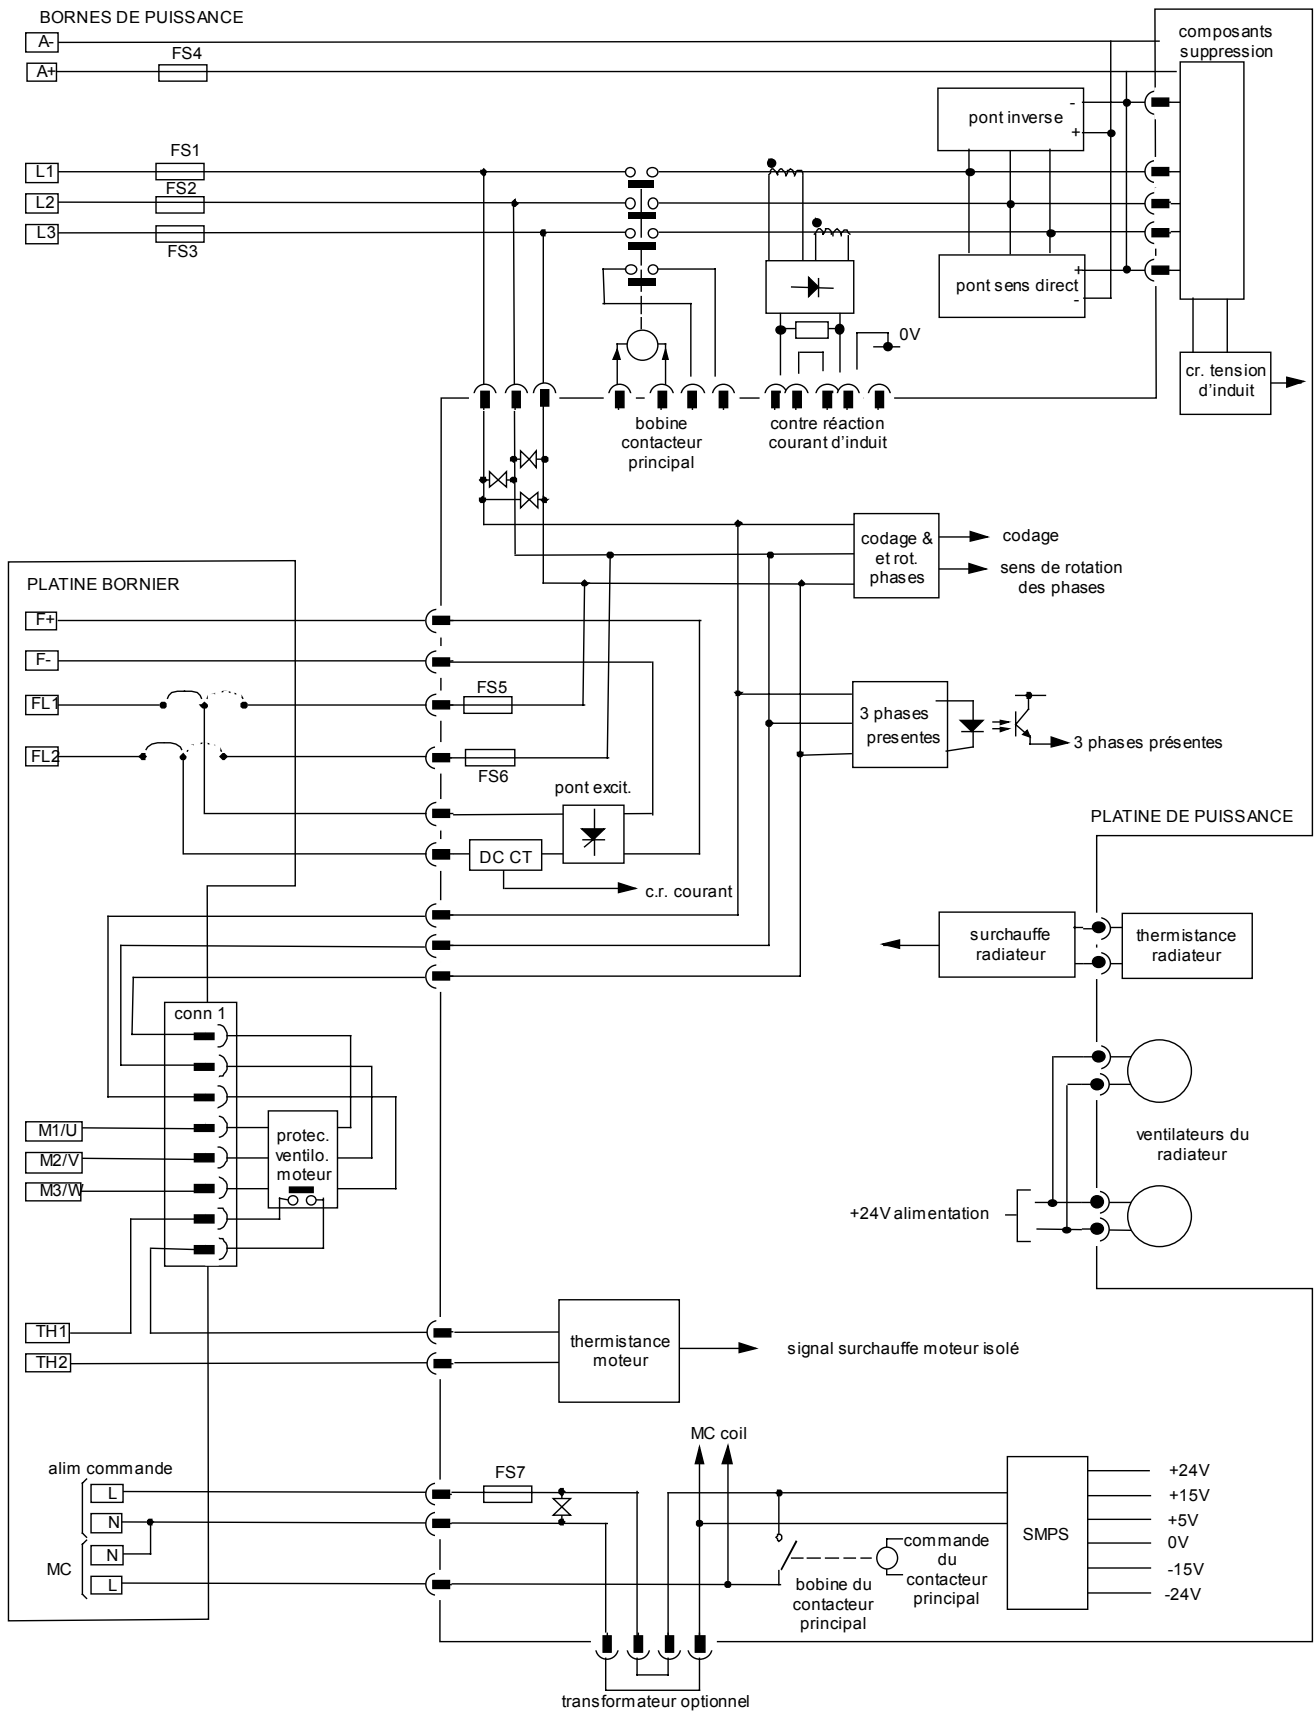 BORNES DE PUISSANCE
A-
FS4
A+
composants
suppression
pont inverse
-
+
FS1
L1
FS2
L2
L3
FS3
pont sens direct
+
-
0V
cr. tension
d'induit
bobine
contacteur
principal
contre réaction
courant d'induit
codage &
et rot.
phases
codage
sens de rotation
des phases
PLATINE BORNIER
F+
F-
FL1
FS5
FL2
FS6
3 phases
presentes
3 phases présentes
pont excit.
DC CT
c.r. courant
PLATINE DE PUISSANCE
surchauffe
radiateur
thermistance
radiateur
conn 1
M1/U
M2/V
M3/W
protec.
ventilo.
moteur
ventilateurs du
radiateur
+24V alimentation
TH1
TH2
thermistance
moteur
signal surchauffe moteur isolé
MC coil
alim commande
L
N
MC
N
L
FS7
bobine du
contacteur
principal
commande
du
contacteur
principal
SMPS
+24V
+15V
+5V
0V
-15V
-24V
transformateur optionnel